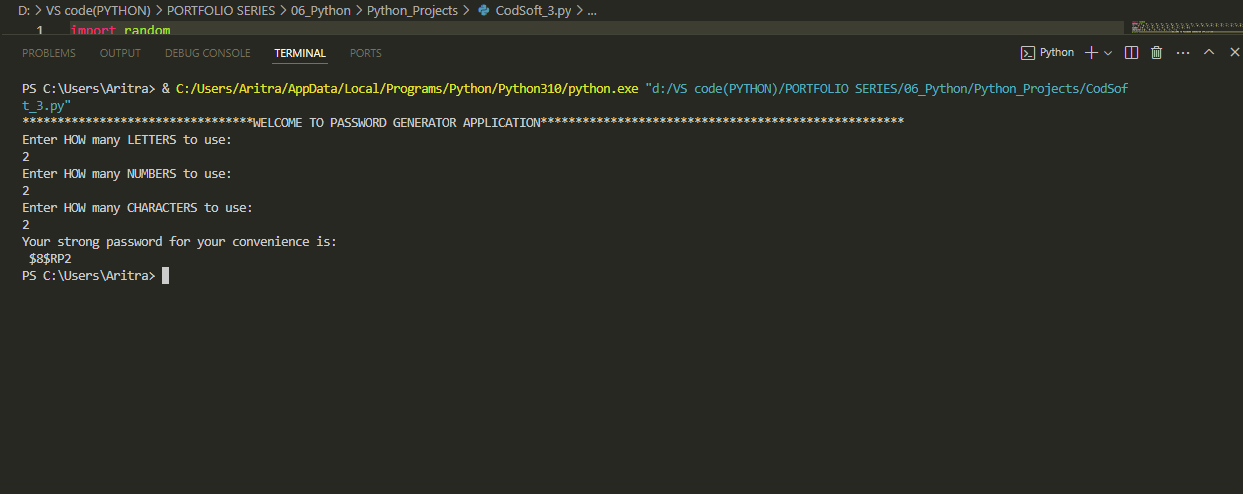 D: > VS code(PYTHON) > PORTFOLIO SERIES > 06_Python > Python_Projects > CodSoft_3.py > ...
1 import random
PROBLEMS OUTPUT DEBUG CONSOLE TERMINAL PORTS Python
PS C:\Users\Aritra> & C:/Users/Aritra/AppData/Local/Programs/Python/Python310/python.exe "d:/VS code(PYTHON)/PORTFOLIO SERIES/06_Python/Python_Projects/CodSof
t_3.py"
*********************************WELCOME TO PASSWORD GENERATOR APPLICATION****************************************************
Enter HOW many LETTERS to use:
2
Enter HOW many NUMBERS to use:
2
Enter HOW many CHARACTERS to use:
2
Your strong password for your convenience is:
 $8$RP2
PS C:\Users\Aritra>